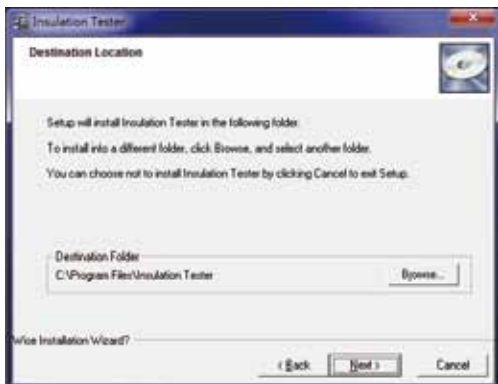 Insulation Tester
Destination Location
Setup will install Insulation Tester in the following folder.
To install into a different folder, click Browse, and select another folder.
You can choose not to install Insulation Tester by clicking Cancel to exit Setup.
Destination Folder
C:\Program Files\Insulation Tester
Browse...
Wise Installation Wizard?
< Back
Next >
Cancel